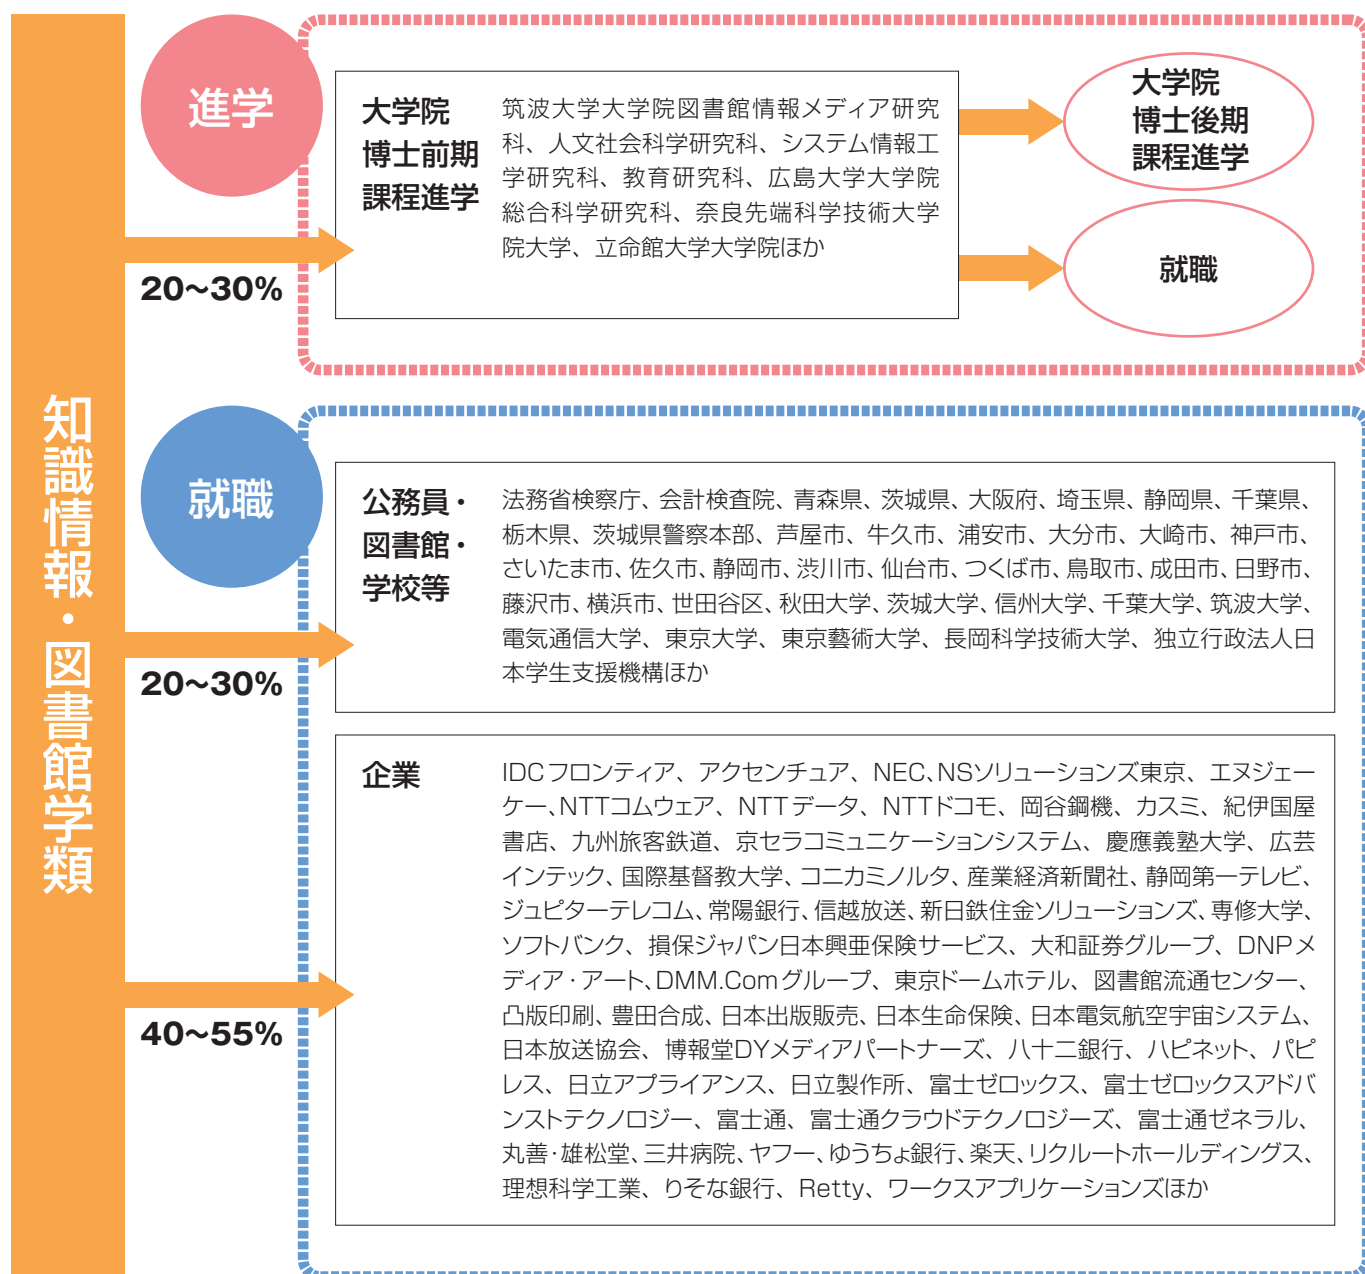 知識情報・図書館学類
進学
20〜30%
大学院
博士前期
課程進学
筑波大学大学院図書館情報メディア研究
科、人文社会科学研究科、システム情報工
学研究科、教育研究科、広島大学大学院
総合科学研究科、奈良先端科学技術大学
院大学、立命館大学大学院ほか
大学院
博士後期
課程進学
就職
就職
20〜30%
公務員・
図書館・
学校等
法務省検察庁、会計検査院、青森県、茨城県、大阪府、埼玉県、静岡県、千葉県、
栃木県、茨城県警察本部、芦屋市、牛久市、浦安市、大分市、大崎市、神戸市、
さいたま市、佐久市、静岡市、渋川市、仙台市、つくば市、鳥取市、成田市、日野市、
藤沢市、横浜市、世田谷区、秋田大学、茨城大学、信州大学、千葉大学、筑波大学、
電気通信大学、東京大学、東京藝術大学、長岡科学技術大学、独立行政法人日
本学生支援機構ほか
40〜55%
企業
IDCフロンティア、アクセンチュア、NEC、NSソリューションズ東京、エヌジェー
ケー、NTTコムウェア、NTTデータ、NTTドコモ、岡谷鋼機、カスミ、紀伊国屋
書店、九州旅客鉄道、京セラコミュニケーションシステム、慶應義塾大学、広芸
インテック、国際基督教大学、コニカミノルタ、産業経済新聞社、静岡第一テレビ、
ジュピターテレコム、常陽銀行、信越放送、新日鉄住金ソリューションズ、専修大学、
ソフトバンク、損保ジャパン日本興亜保険サービス、大和証券グループ、DNPメ
ディア・アート、DMM.Comグループ、東京ドームホテル、図書館流通センター、
凸版印刷、豊田合成、日本出版販売、日本生命保険、日本電気航空宇宙システム、
日本放送協会、博報堂DYメディアパートナーズ、八十二銀行、ハピネット、パピ
レス、日立アプライアンス、日立製作所、富士ゼロックス、富士ゼロックスアドバ
ンストテクノロジー、富士通、富士通クラウドテクノロジーズ、富士通ゼネラル、
丸善・雄松堂、三井病院、ヤフー、ゆうちょ銀行、楽天、リクルートホールディングス、
理想科学工業、りそな銀行、Retty、ワークスアプリケーションズほか